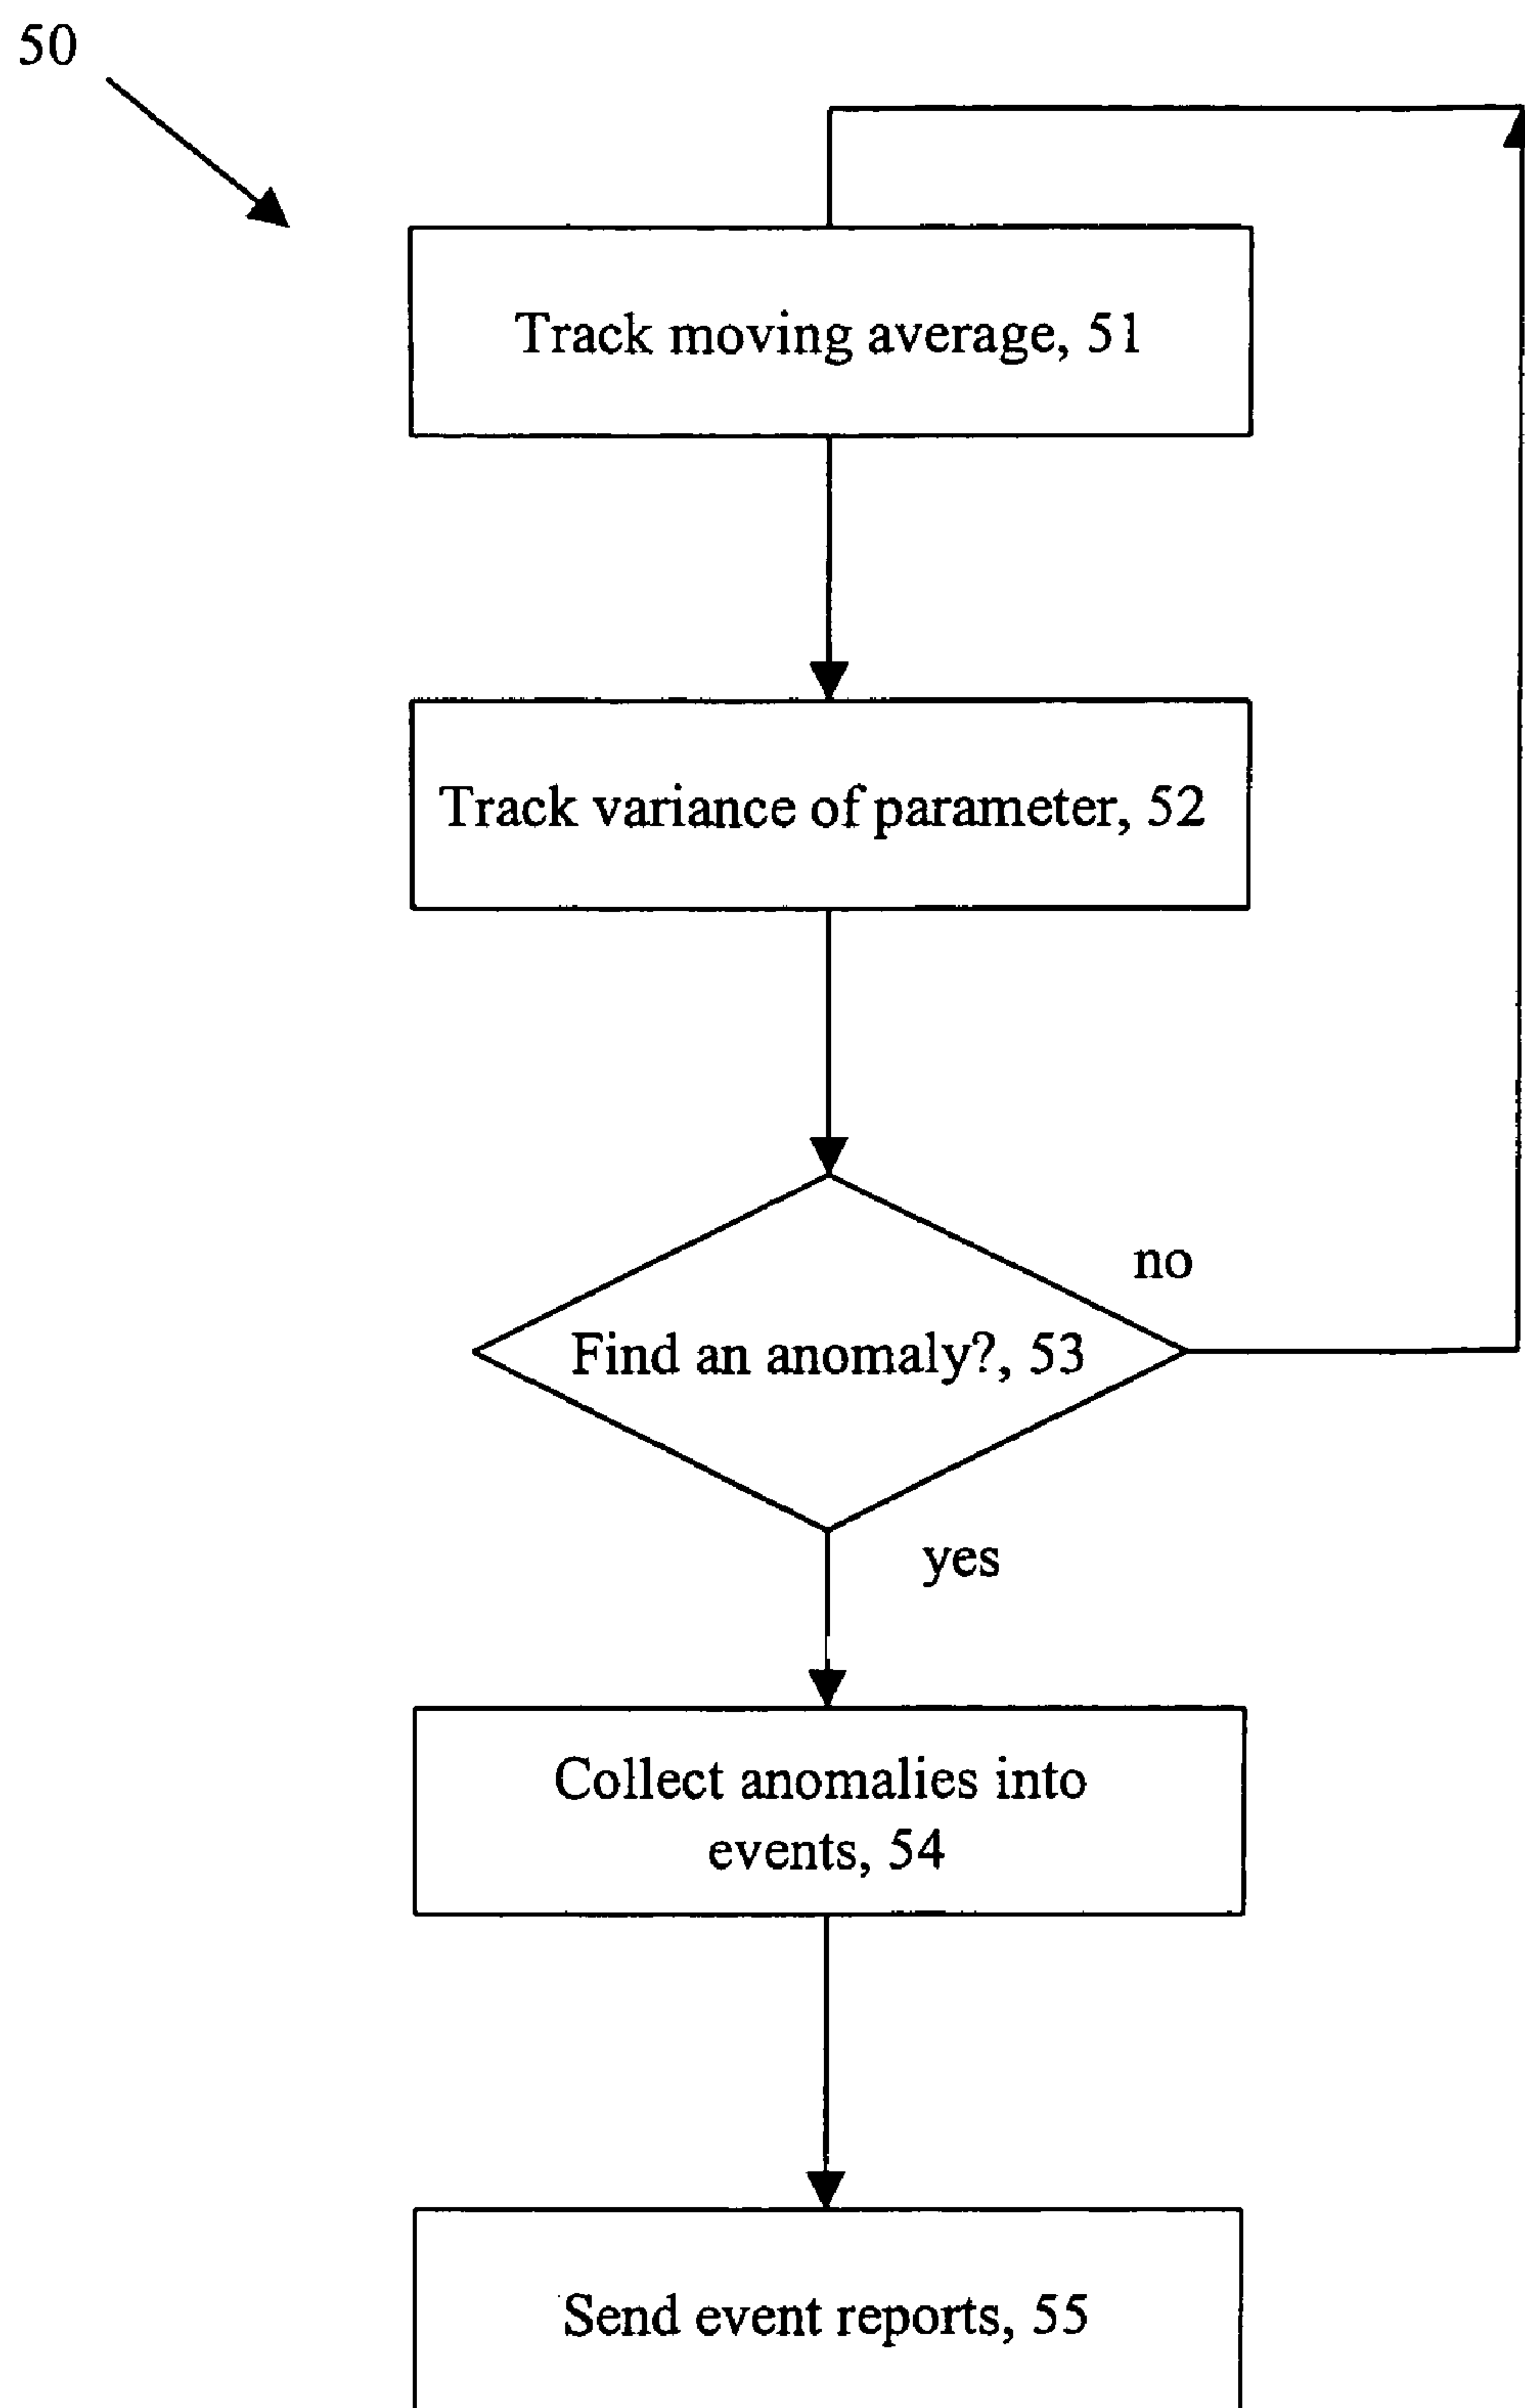 50
Track moving average, 51
Track variance of parameter, 52
no
Find an anomaly?, 53
yes
Collect anomalies into
events, 54
Send event reports, 55